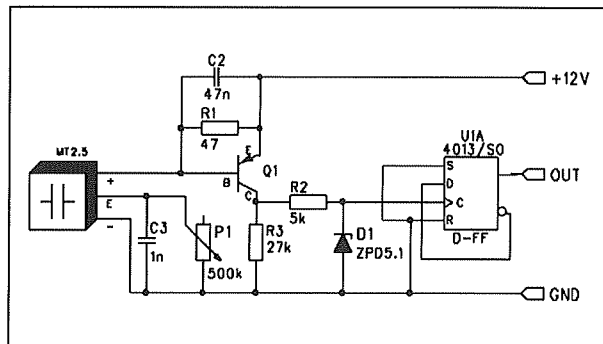 C2
47n
+12V
R1
47
MT2.5
E
Q1
B
C
U1A
4013/SO
S
D
C
R
OUT
D-FF
+
E
-
R2
5k
C3
1n
P1
500k
R3
27k
D1
ZPD5.1
GND